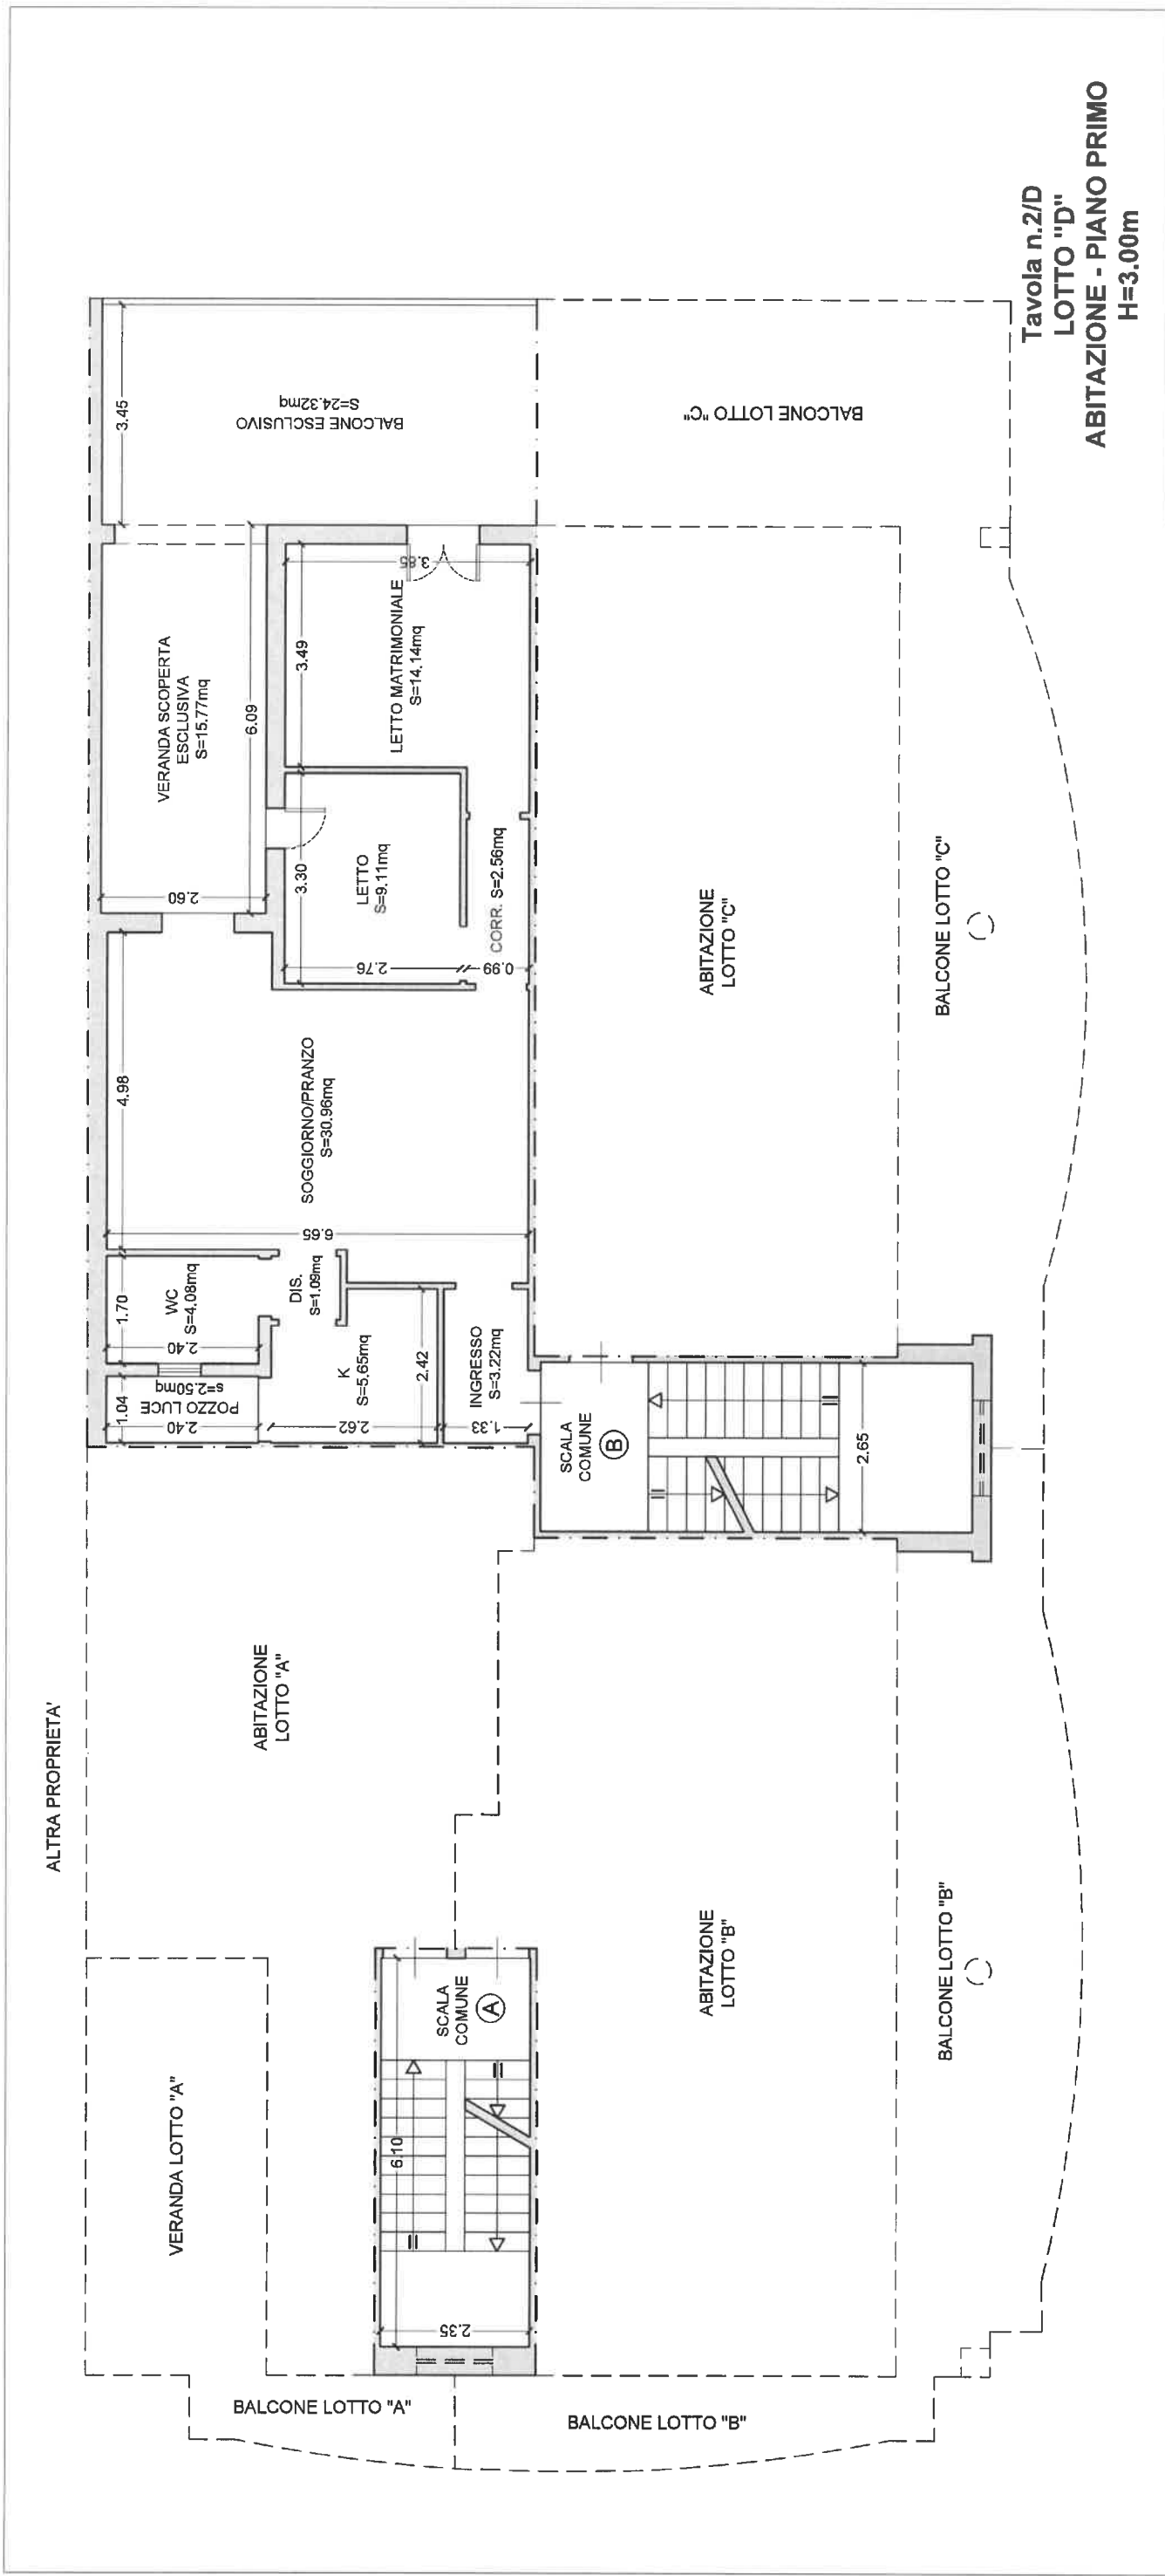 ALTRA PROPRIETA'
VERANDA LOTTO "A"
BALCONE LOTTO "A"
BALCONE LOTTO "B"
ABITAZIONE
LOTTO "A"
SCALA
COMUNE
A
6.10
2.35
ABITAZIONE
LOTTO "B"
BALCONE LOTTO "B"
POZZO LUCE
s=2.50mq
1.04
2.40
WC
S=4.08mq
1.70
2.40
DIS.
S=1.09mq
K
S=5.65mq
2.42
2.62
INGRESSO
S=3.22mq
1.33
SCALA
COMUNE
B
2.65
SOGGIORNO/PRANZO
S=30.96mq
4.98
6.65
LETTO
S=9.11mq
3.30
2.76
0.99
CORR. S=2.56mq
LETTO MATRIMONIALE
S=14.14mq
3.49
3.85
VERANDA SCOPERTA
ESCLUSIVA
S=15.77mq
2.60
6.09
BALCONE ESCLUSIVO
S=24.32mq
3.45
BALCONE LOTTO "C"
ABITAZIONE
LOTTO "C"
BALCONE LOTTO "C"
Tavola n.2/D
LOTTO "D"
ABITAZIONE - PIANO PRIMO
H=3.00m